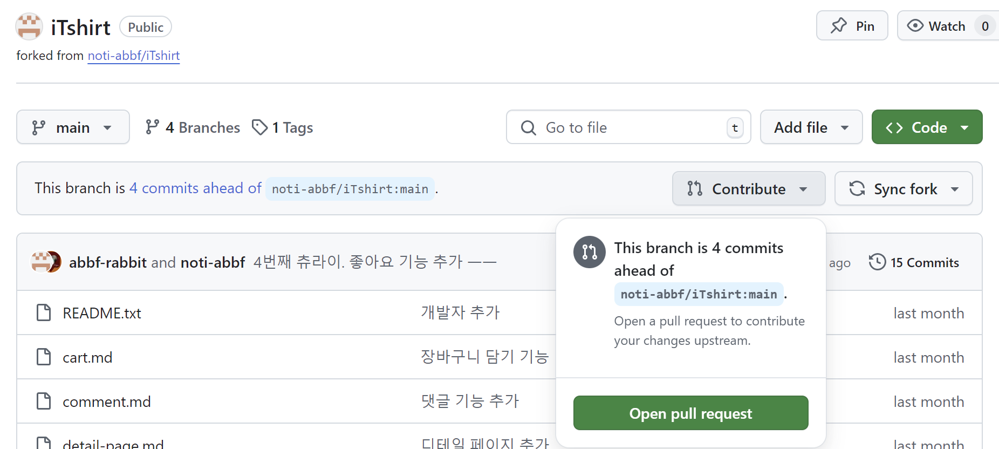 iTshirt Public Pin Watch 0
forked from noti-abbf/iTshirt
main 4 Branches 1 Tags Go to file t Add file Code
This branch is 4 commits ahead of noti-abbf/iTshirt:main . Contribute Sync fork
abbf-rabbit and noti-abbf 4번째 츄라이. 좋아요 기능 추가 ㅡㅡ ago 15 Commits
This branch is 4 commits
ahead of
noti-abbf/iTshirt:main .
Open a pull request to contribute
your changes upstream.
Open pull request
README.txt 개발자 추가 last month
cart.md 장바구니 담기 기능 last month
comment.md 댓글 기능 추가 last month
detail-page.md 디테일 페이지 추가 last month